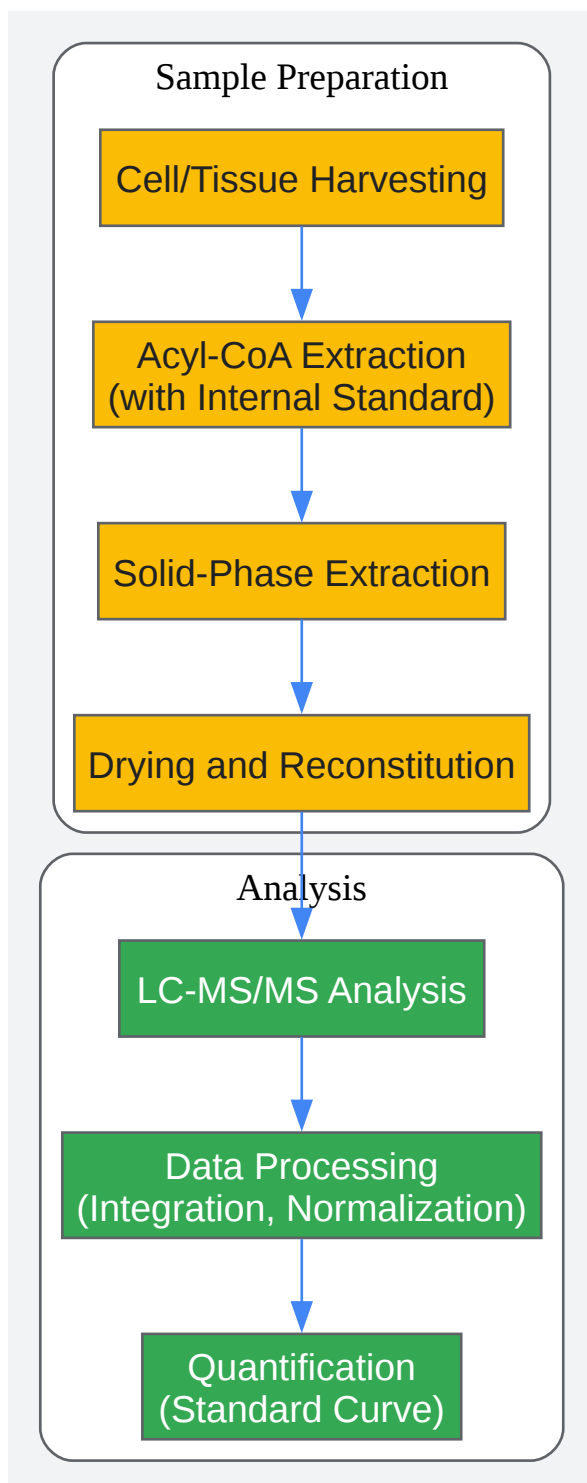 Sample Preparation
Cell/Tissue Harvesting
Acyl-CoA Extraction
(with Internal Standard)
Solid-Phase Extraction
Drying and Reconstitution
Analysis
LC-MS/MS Analysis
Data Processing
(Integration, Normalization)
Quantification
(Standard Curve)